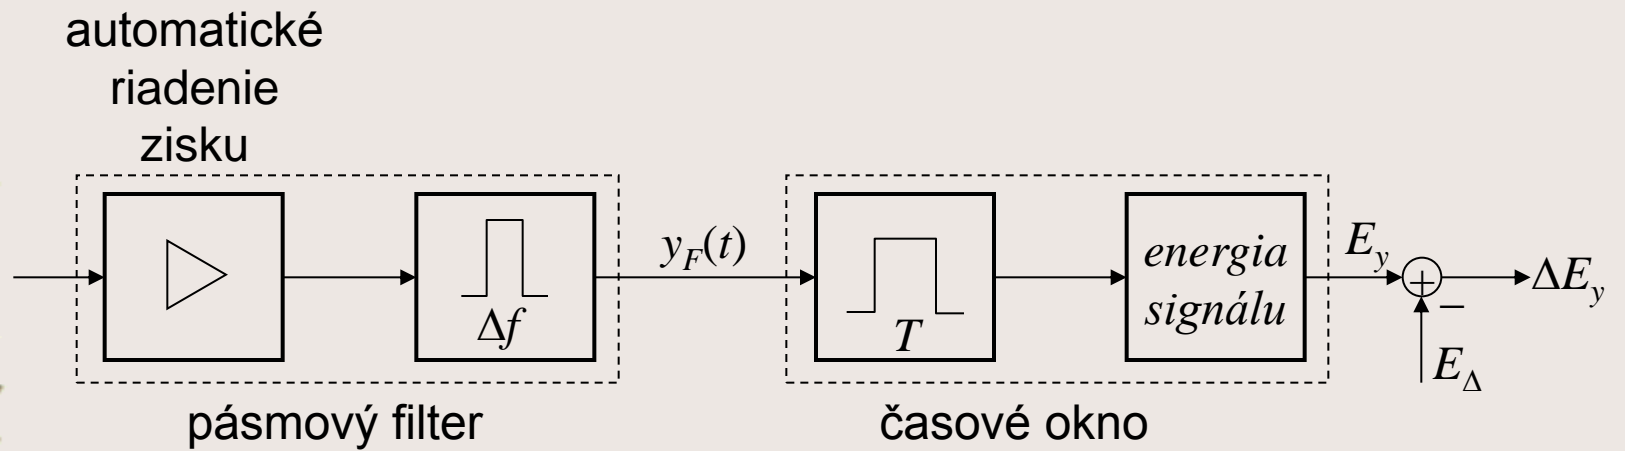 automatické
riadenie
zisku
Δf
pásmový filter
y_F(t)
T
energia
signálu
časové okno
E_y
+
−
E_Δ
ΔE_y